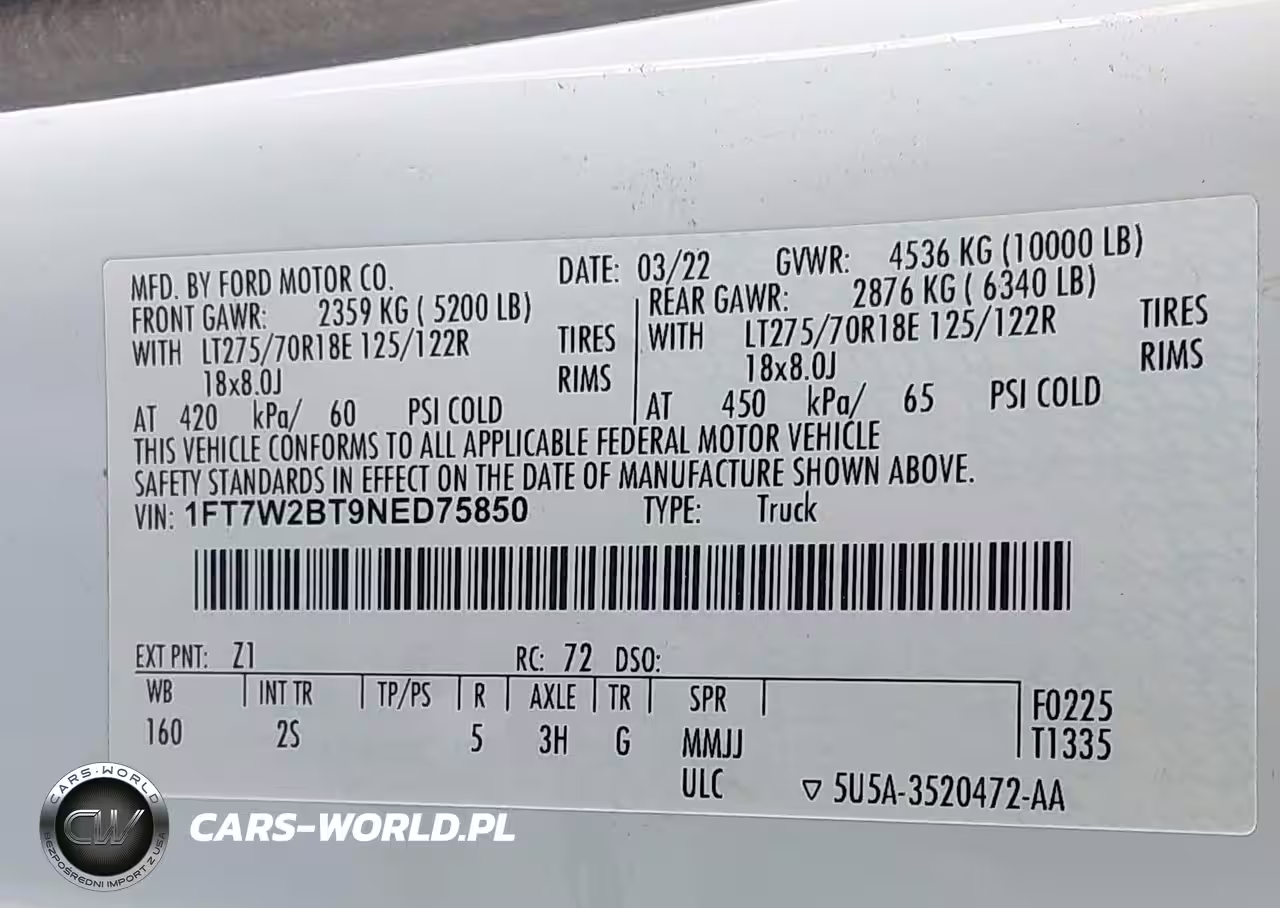 MFD. BY FORD MOTOR CO. DATE: 03/22 GVWR: 4536 KG (10000 LB)
FRONT GAWR: 2359 KG ( 5200 LB) REAR GAWR: 2876 KG ( 6340 LB)
WITH LT275/70R18E 125/122R TIRES WITH LT275/70R18E 125/122R TIRES
18x8.0J RIMS 18x8.0J RIMS
AT 420 kPa/ 60 PSI COLD AT 450 kPa/ 65 PSI COLD
THIS VEHICLE CONFORMS TO ALL APPLICABLE FEDERAL MOTOR VEHICLE
SAFETY STANDARDS IN EFFECT ON THE DATE OF MANUFACTURE SHOWN ABOVE.
VIN: 1FT7W2BT9NED75850 TYPE: Truck
EXT PNT: Z1 RC: 72 DSO:
WB INT TR TP/PS R AXLE TR SPR F0225
160 2S 5 3H G MMJJ T1335
ULC ▽ 5U5A-3520472-AA
CARS-WORLD
CW
BEZPOŚREDNI IMPORT Z USA
CARS-WORLD.PL